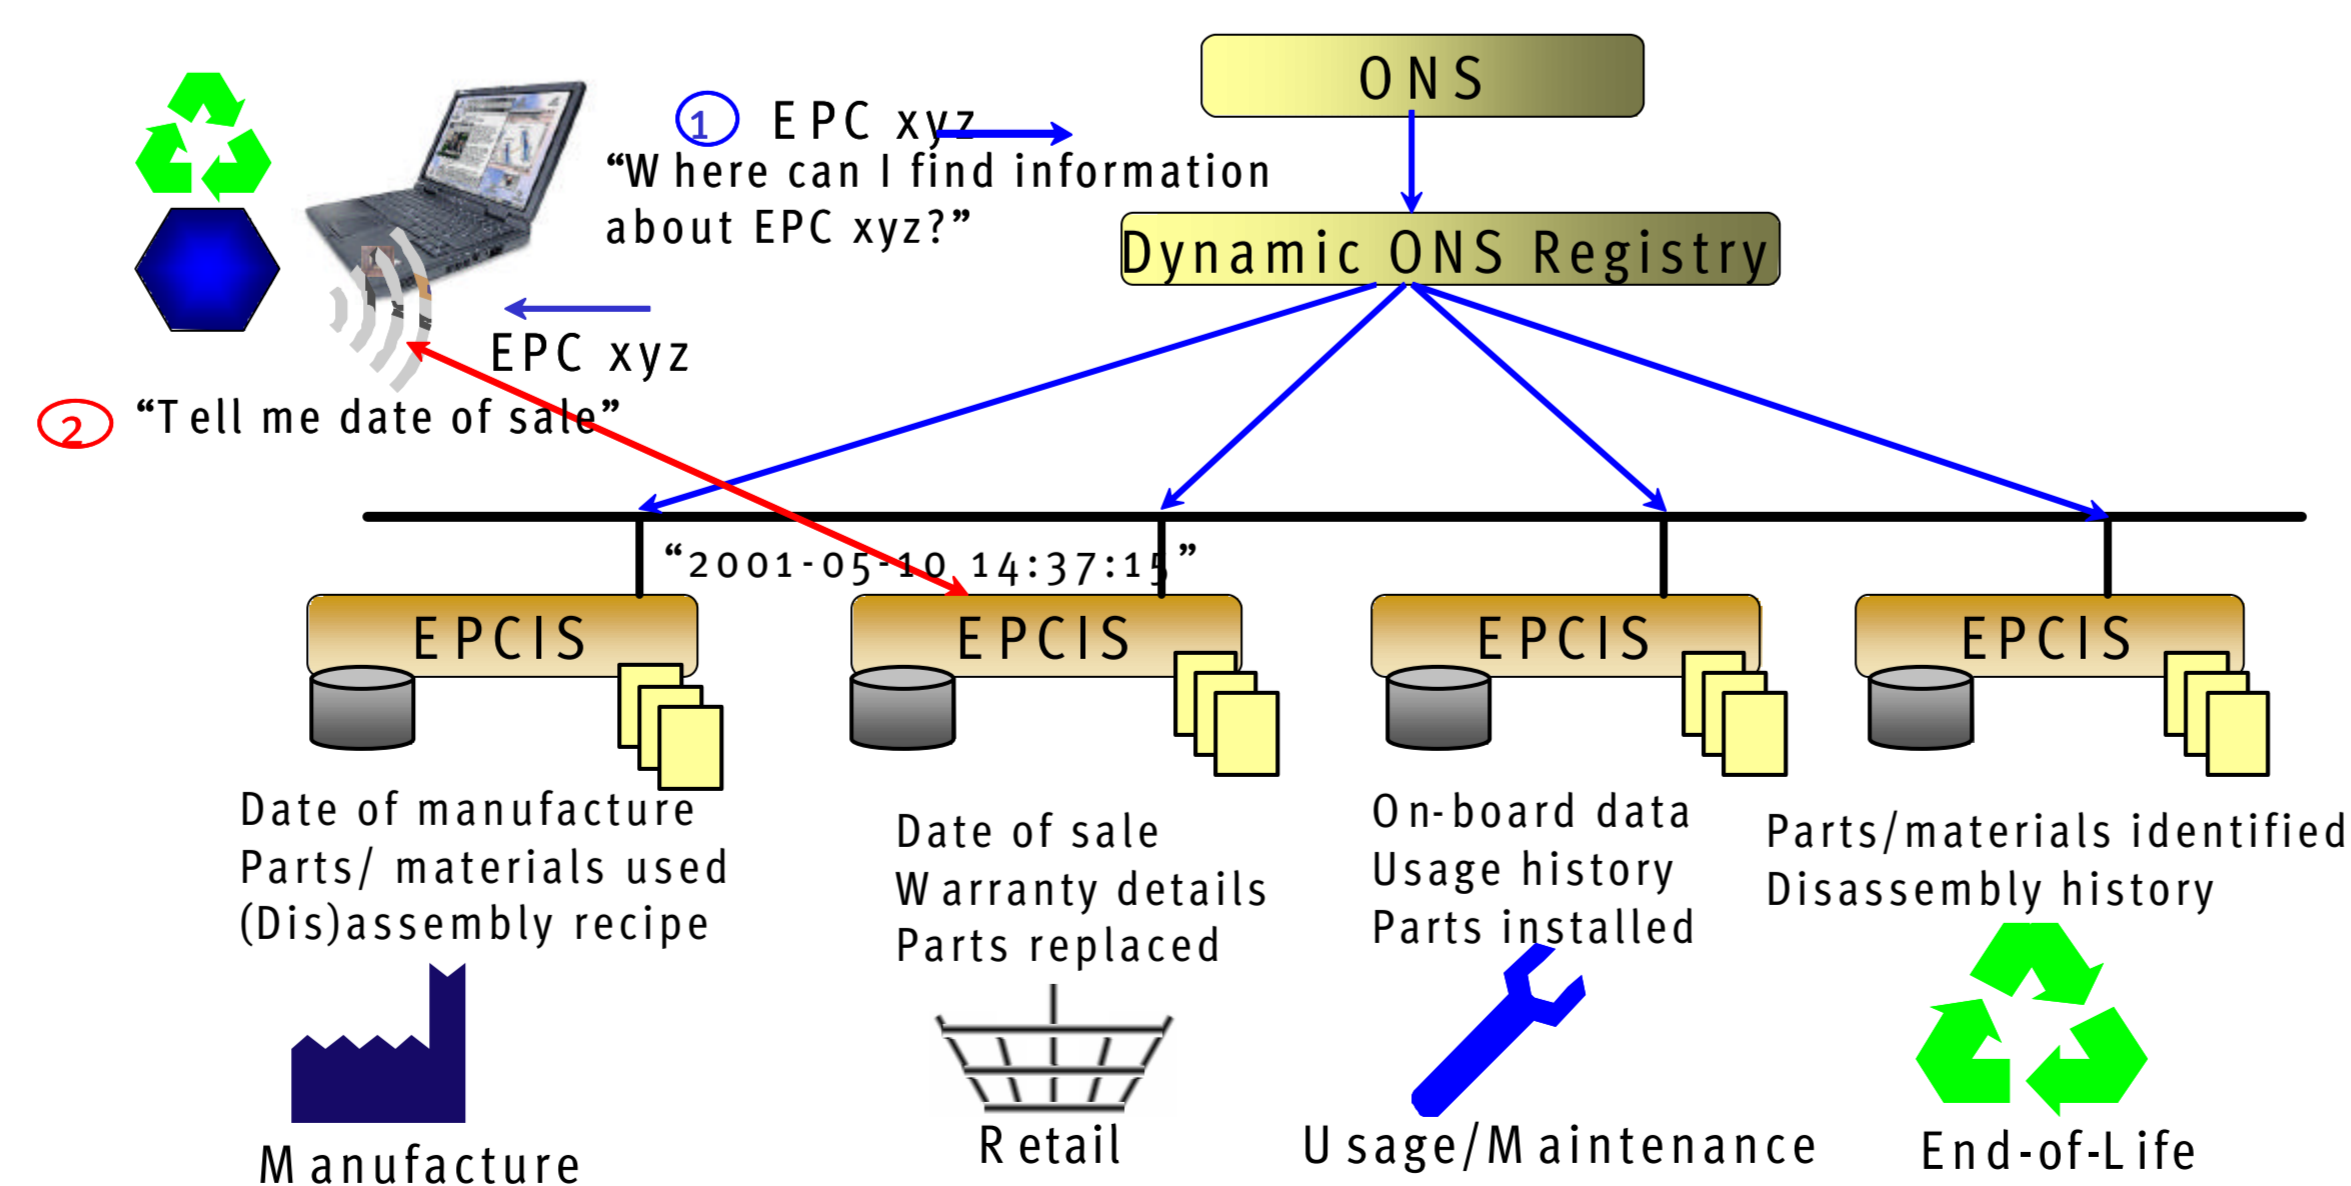 ONS
1 EPC xyz
“Where can I find information
about EPC xyz?”
Dynamic ONS Registry
EPC xyz
2 “Tell me date of sale”
“2001-05-10 14:37:15”
EPCIS
EPCIS
EPCIS
EPCIS
Date of manufacture
Parts/ materials used
(Dis)assembly recipe
Manufacture
Date of sale
Warranty details
Parts replaced
Retail
On-board data
Usage history
Parts installed
Usage/Maintenance
Parts/materials identified
Disassembly history
End-of-Life